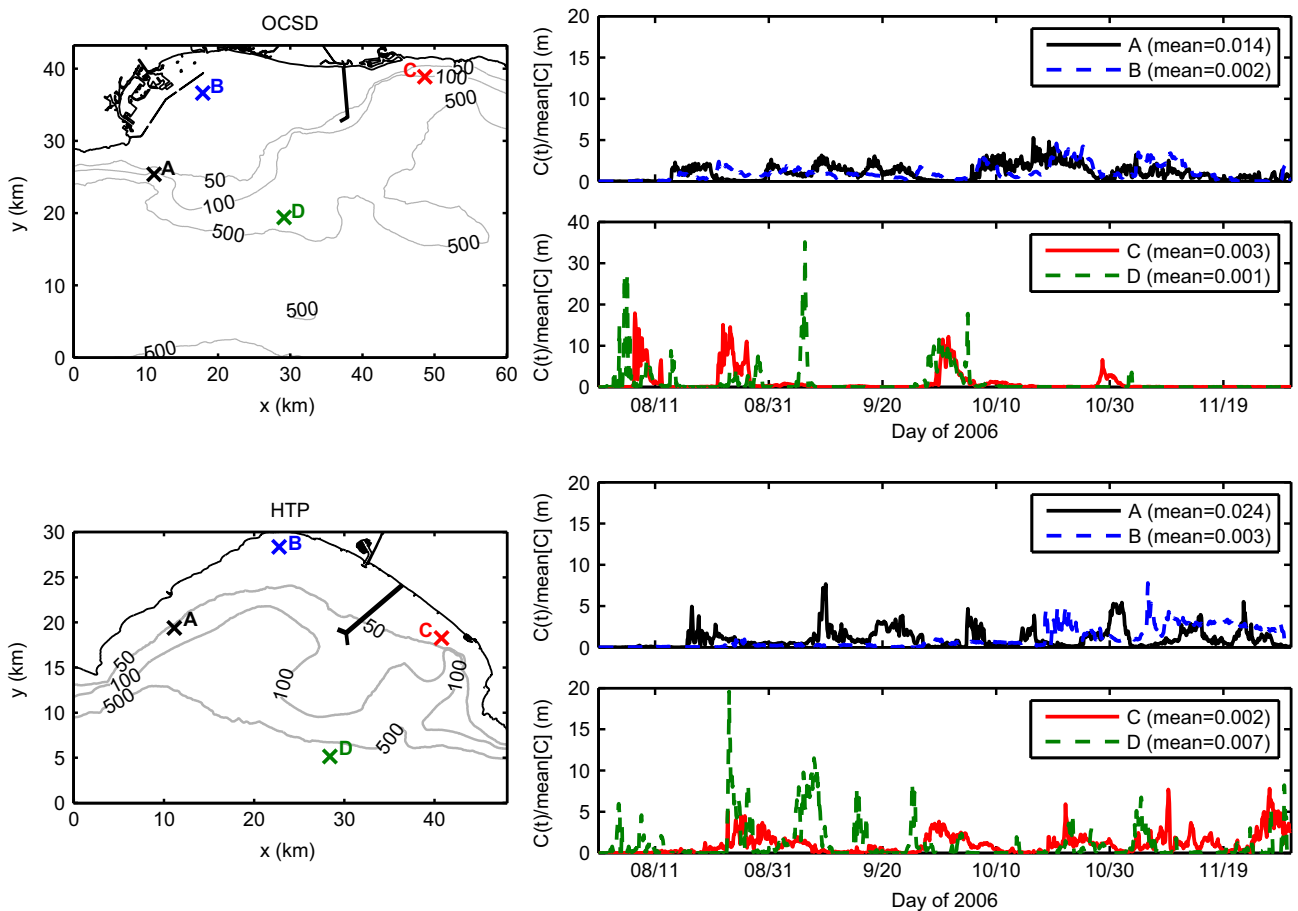 OCSD
y (km)
40
30
20
10
0
0 10 20 30 40 50 60
x (km)
A
B
C
D
50
100
500
50
100
500
500
500
500
C(t)/mean[C] (m)
20
15
10
5
0
A (mean=0.014)
B (mean=0.002)
C(t)/mean[C] (m)
40
30
20
10
0
C (mean=0.003)
D (mean=0.001)
08/11 08/31 9/20 10/10 10/30 11/19
Day of 2006
HTP
y (km)
30
25
20
15
10
5
0
0 10 20 30 40
x (km)
B
A
C
D
50
50
100
500
100
100
500
C(t)/mean[C] (m)
20
15
10
5
0
A (mean=0.024)
B (mean=0.003)
C(t)/mean[C] (m)
20
15
10
5
0
C (mean=0.002)
D (mean=0.007)
08/11 08/31 9/20 10/10 10/30 11/19
Day of 2006